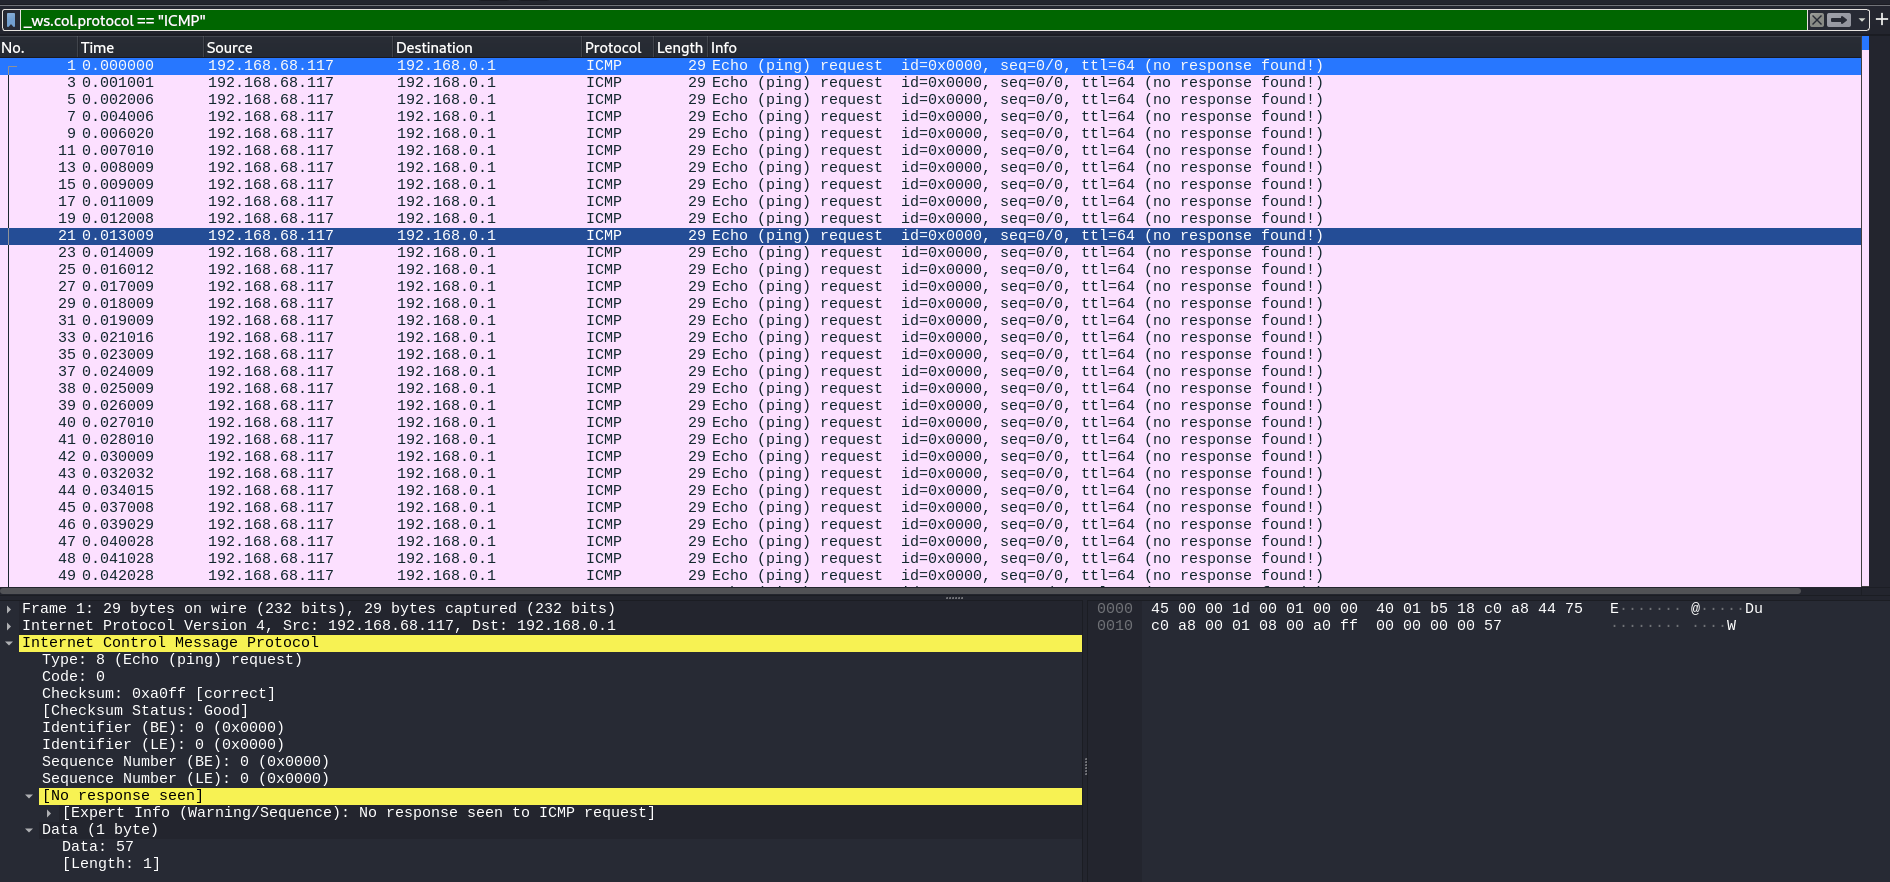 _ws.col.protocol == "ICMP"
No. Time Source Destination Protocol Length Info
1 0.000000 192.168.68.117 192.168.0.1 ICMP 29 Echo (ping) request id=0x0000, seq=0/0, ttl=64 (no response found!)
3 0.001001 192.168.68.117 192.168.0.1 ICMP 29 Echo (ping) request id=0x0000, seq=0/0, ttl=64 (no response found!)
5 0.002006 192.168.68.117 192.168.0.1 ICMP 29 Echo (ping) request id=0x0000, seq=0/0, ttl=64 (no response found!)
7 0.004006 192.168.68.117 192.168.0.1 ICMP 29 Echo (ping) request id=0x0000, seq=0/0, ttl=64 (no response found!)
9 0.006020 192.168.68.117 192.168.0.1 ICMP 29 Echo (ping) request id=0x0000, seq=0/0, ttl=64 (no response found!)
11 0.007010 192.168.68.117 192.168.0.1 ICMP 29 Echo (ping) request id=0x0000, seq=0/0, ttl=64 (no response found!)
13 0.008009 192.168.68.117 192.168.0.1 ICMP 29 Echo (ping) request id=0x0000, seq=0/0, ttl=64 (no response found!)
15 0.009009 192.168.68.117 192.168.0.1 ICMP 29 Echo (ping) request id=0x0000, seq=0/0, ttl=64 (no response found!)
17 0.011009 192.168.68.117 192.168.0.1 ICMP 29 Echo (ping) request id=0x0000, seq=0/0, ttl=64 (no response found!)
19 0.012008 192.168.68.117 192.168.0.1 ICMP 29 Echo (ping) request id=0x0000, seq=0/0, ttl=64 (no response found!)
21 0.013009 192.168.68.117 192.168.0.1 ICMP 29 Echo (ping) request id=0x0000, seq=0/0, ttl=64 (no response found!)
23 0.014009 192.168.68.117 192.168.0.1 ICMP 29 Echo (ping) request id=0x0000, seq=0/0, ttl=64 (no response found!)
25 0.016012 192.168.68.117 192.168.0.1 ICMP 29 Echo (ping) request id=0x0000, seq=0/0, ttl=64 (no response found!)
27 0.017009 192.168.68.117 192.168.0.1 ICMP 29 Echo (ping) request id=0x0000, seq=0/0, ttl=64 (no response found!)
29 0.018009 192.168.68.117 192.168.0.1 ICMP 29 Echo (ping) request id=0x0000, seq=0/0, ttl=64 (no response found!)
31 0.019009 192.168.68.117 192.168.0.1 ICMP 29 Echo (ping) request id=0x0000, seq=0/0, ttl=64 (no response found!)
33 0.021016 192.168.68.117 192.168.0.1 ICMP 29 Echo (ping) request id=0x0000, seq=0/0, ttl=64 (no response found!)
35 0.023009 192.168.68.117 192.168.0.1 ICMP 29 Echo (ping) request id=0x0000, seq=0/0, ttl=64 (no response found!)
37 0.024009 192.168.68.117 192.168.0.1 ICMP 29 Echo (ping) request id=0x0000, seq=0/0, ttl=64 (no response found!)
38 0.025009 192.168.68.117 192.168.0.1 ICMP 29 Echo (ping) request id=0x0000, seq=0/0, ttl=64 (no response found!)
39 0.026009 192.168.68.117 192.168.0.1 ICMP 29 Echo (ping) request id=0x0000, seq=0/0, ttl=64 (no response found!)
40 0.027010 192.168.68.117 192.168.0.1 ICMP 29 Echo (ping) request id=0x0000, seq=0/0, ttl=64 (no response found!)
41 0.028010 192.168.68.117 192.168.0.1 ICMP 29 Echo (ping) request id=0x0000, seq=0/0, ttl=64 (no response found!)
42 0.030009 192.168.68.117 192.168.0.1 ICMP 29 Echo (ping) request id=0x0000, seq=0/0, ttl=64 (no response found!)
43 0.032032 192.168.68.117 192.168.0.1 ICMP 29 Echo (ping) request id=0x0000, seq=0/0, ttl=64 (no response found!)
44 0.034015 192.168.68.117 192.168.0.1 ICMP 29 Echo (ping) request id=0x0000, seq=0/0, ttl=64 (no response found!)
45 0.037008 192.168.68.117 192.168.0.1 ICMP 29 Echo (ping) request id=0x0000, seq=0/0, ttl=64 (no response found!)
46 0.039029 192.168.68.117 192.168.0.1 ICMP 29 Echo (ping) request id=0x0000, seq=0/0, ttl=64 (no response found!)
47 0.040028 192.168.68.117 192.168.0.1 ICMP 29 Echo (ping) request id=0x0000, seq=0/0, ttl=64 (no response found!)
48 0.041028 192.168.68.117 192.168.0.1 ICMP 29 Echo (ping) request id=0x0000, seq=0/0, ttl=64 (no response found!)
49 0.042028 192.168.68.117 192.168.0.1 ICMP 29 Echo (ping) request id=0x0000, seq=0/0, ttl=64 (no response found!)
Frame 1: 29 bytes on wire (232 bits), 29 bytes captured (232 bits)
Internet Protocol Version 4, Src: 192.168.68.117, Dst: 192.168.0.1
Internet Control Message Protocol
Type: 8 (Echo (ping) request)
Code: 0
Checksum: 0xa0ff [correct]
[Checksum Status: Good]
Identifier (BE): 0 (0x0000)
Identifier (LE): 0 (0x0000)
Sequence Number (BE): 0 (0x0000)
Sequence Number (LE): 0 (0x0000)
[No response seen]
[Expert Info (Warning/Sequence): No response seen to ICMP request]
Data (1 byte)
Data: 57
[Length: 1]
0000 45 00 00 1d 00 01 00 00 40 01 b5 18 c0 a8 44 75 E······· @·····Du
0010 c0 a8 00 01 08 00 a0 ff 00 00 00 00 57 ········ ····W